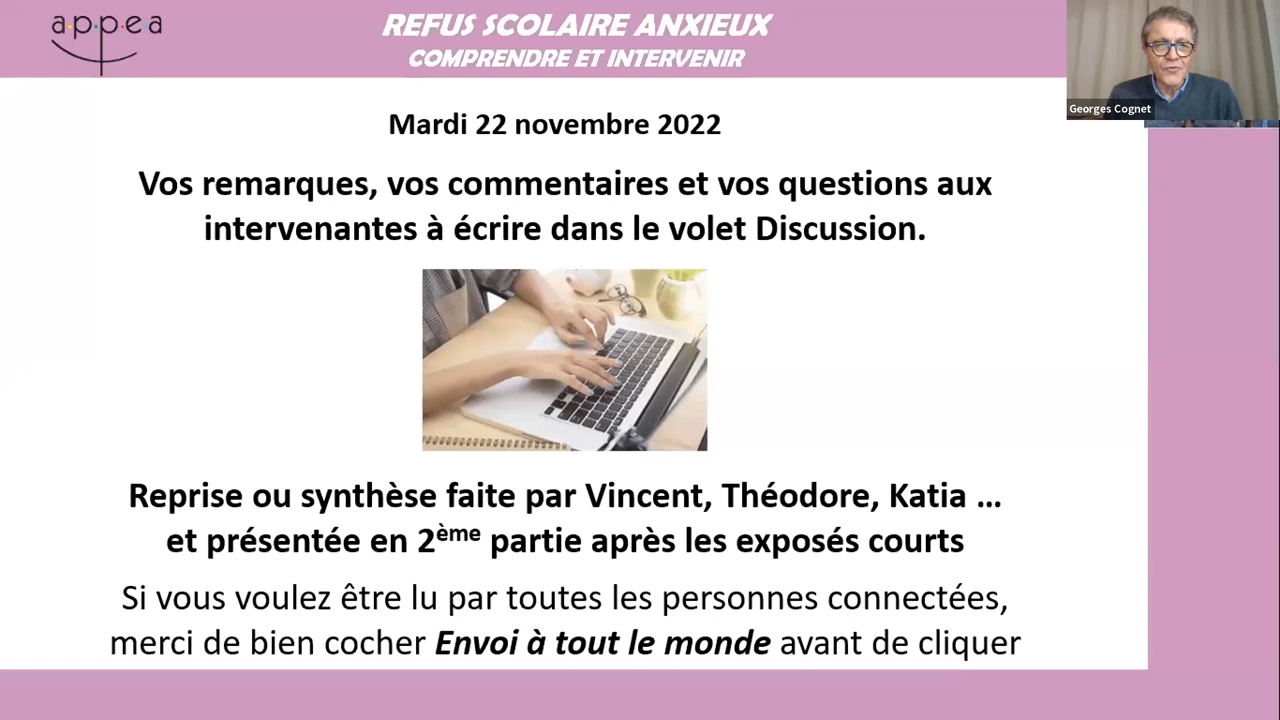 a·p·p·e·a
REFUS SCOLAIRE ANXIEUX
COMPRENDRE ET INTERVENIR
Georges Cognet
Mardi 22 novembre 2022
Vos remarques, vos commentaires et vos questions aux
intervenantes à écrire dans le volet Discussion.
Reprise ou synthèse faite par Vincent, Théodore, Katia ...
et présentée en 2ème partie après les exposés courts
Si vous voulez être lu par toutes les personnes connectées,
merci de bien cocher Envoi à tout le monde avant de cliquer